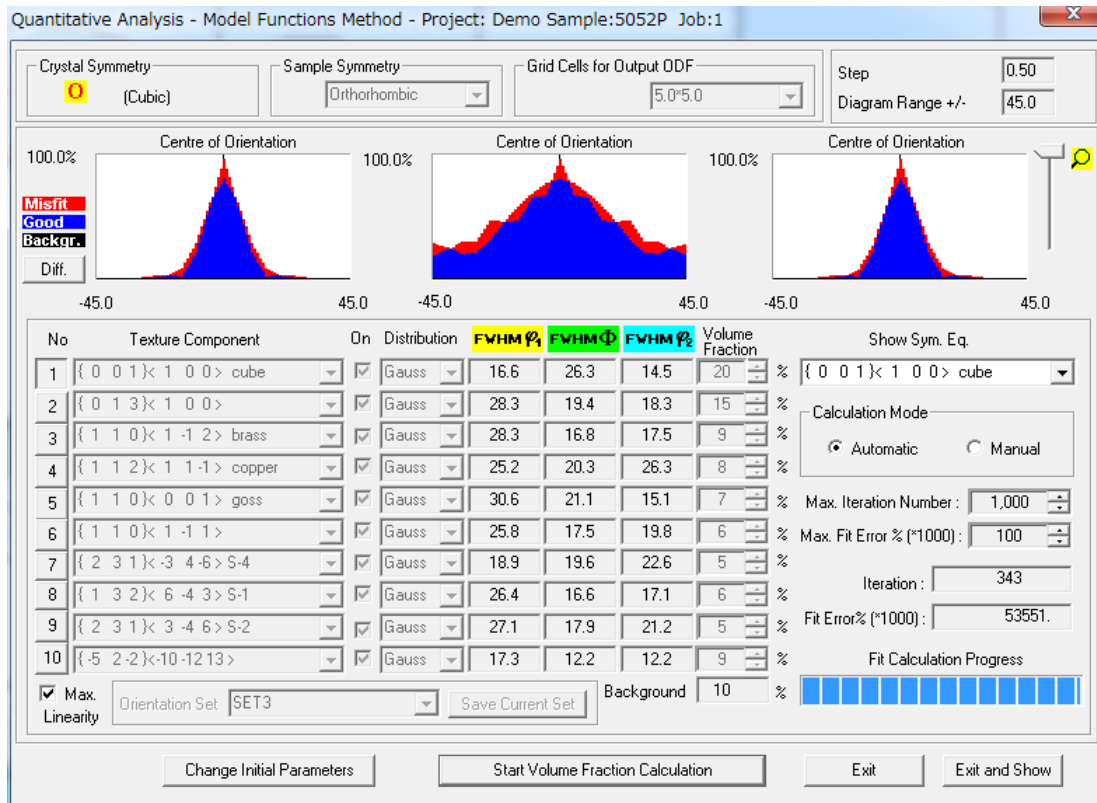 Quantitative Analysis - Model Functions Method - Project: Demo Sample:5052P Job:1
Crystal Symmetry
O (Cubic)
Sample Symmetry
Orthorhombic
Grid Cells for Output ODF
5.0*5.0
Step 0.50
Diagram Range +/- 45.0
Centre of Orientation Centre of Orientation Centre of Orientation
100.0% 100.0% 100.0%
Misfit
Good
Backgr.
Diff.
-45.0 45.0 -45.0 45.0 -45.0 45.0
No Texture Component On Distribution FWHM φ1 FWHM Φ FWHM φ2 Volume Fraction Show Sym. Eq.
1 { 0 0 1}< 1 0 0> cube Gauss 16.6 26.3 14.5 20 % { 0 0 1}< 1 0 0> cube
2 { 0 1 3}< 1 0 0> Gauss 28.3 19.4 18.3 15 %
3 { 1 1 0}< 1 -1 2> brass Gauss 28.3 16.8 17.5 9 %
4 { 1 1 2}< 1 1 -1> copper Gauss 25.2 20.3 26.3 8 %
5 { 1 1 0}< 0 0 1> goss Gauss 30.6 21.1 15.1 7 %
6 { 1 1 0}< 1 -1 1> Gauss 25.8 17.5 19.8 6 %
7 { 2 3 1}< -3 4 -6> S-4 Gauss 18.9 19.6 22.6 5 %
8 { 1 3 2}< 6 -4 3> S-1 Gauss 26.4 16.6 17.1 6 %
9 { 2 3 1}< 3 -4 6> S-2 Gauss 27.1 17.9 21.2 5 %
10 { -5 2 -2}<-10 -12 13> Gauss 17.3 12.2 12.2 9 %
Calculation Mode
Automatic Manual
Max. Iteration Number : 1,000
Max. Fit Error % (*1000) : 100
Iteration : 343
Fit Error% (*1000) : 53551.
Fit Calculation Progress
Max. Linearity
Orientation Set SET3 Save Current Set
Background 10 %
Change Initial Parameters Start Volume Fraction Calculation Exit Exit and Show